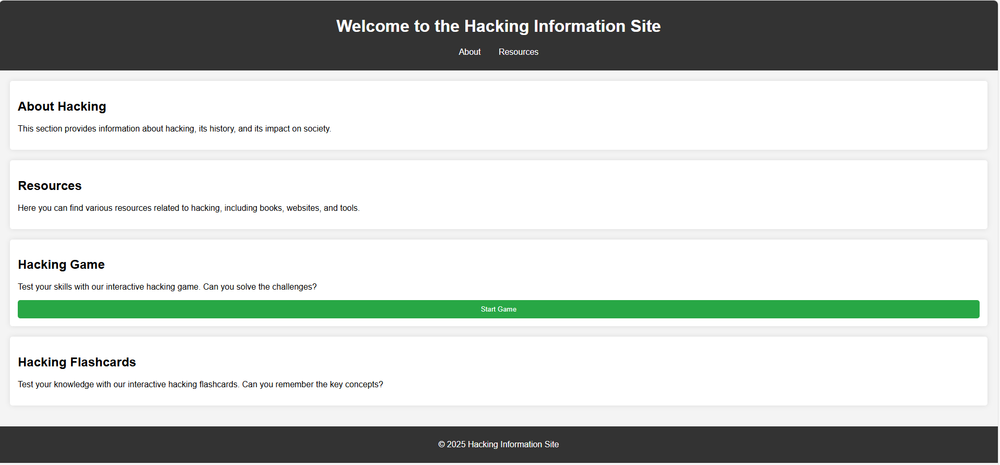 Welcome to the Hacking Information Site
About Resources
About Hacking
This section provides information about hacking, its history, and its impact on society.
Resources
Here you can find various resources related to hacking, including books, websites, and tools.
Hacking Game
Test your skills with our interactive hacking game. Can you solve the challenges?
Start Game
Hacking Flashcards
Test your knowledge with our interactive hacking flashcards. Can you remember the key concepts?
© 2025 Hacking Information Site